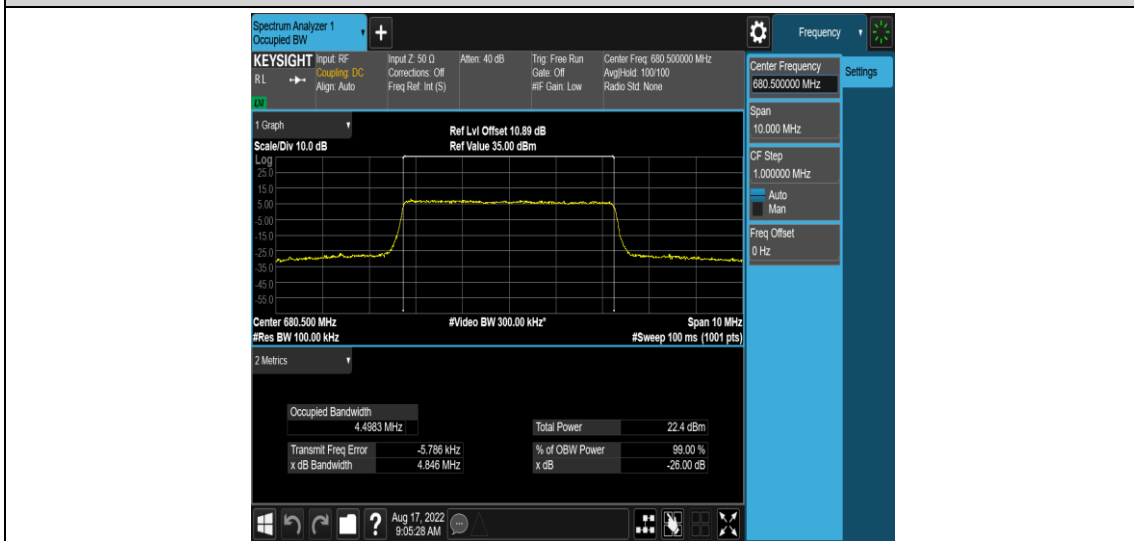 Spectrum Analyzer 1
Occupied BW
Frequency
KEYSIGHT
RL
Input: RF
Coupling: DC
Align: Auto
Input Z: 50 Ω
Corrections: Off
Freq Ref: Int (S)
Atten: 40 dB
Trig: Free Run
Gate: Off
#IF Gain: Low
Center Freq: 680.500000 MHz
Avg|Hold: 100/100
Radio Std: None
Center Frequency
680.500000 MHz
Settings
Span
10.000 MHz
CF Step
1.000000 MHz
Auto
Man
Freq Offset
0 Hz
1 Graph
Ref Lvl Offset 10.89 dB
Scale/Div 10.0 dB
Ref Value 35.00 dBm
Log
25.0
15.0
5.00
-5.00
-15.0
-25.0
-35.0
-45.0
-55.0
Center 680.500 MHz
#Video BW 300.00 kHz*
Span 10 MHz
#Res BW 100.00 kHz
#Sweep 100 ms (1001 pts)
2 Metrics
Occupied Bandwidth
4.4983 MHz
Total Power 22.4 dBm
Transmit Freq Error -5.786 kHz
% of OBW Power 99.00 %
x dB Bandwidth 4.846 MHz
x dB -26.00 dB
Aug 17, 2022
9:05:28 AM